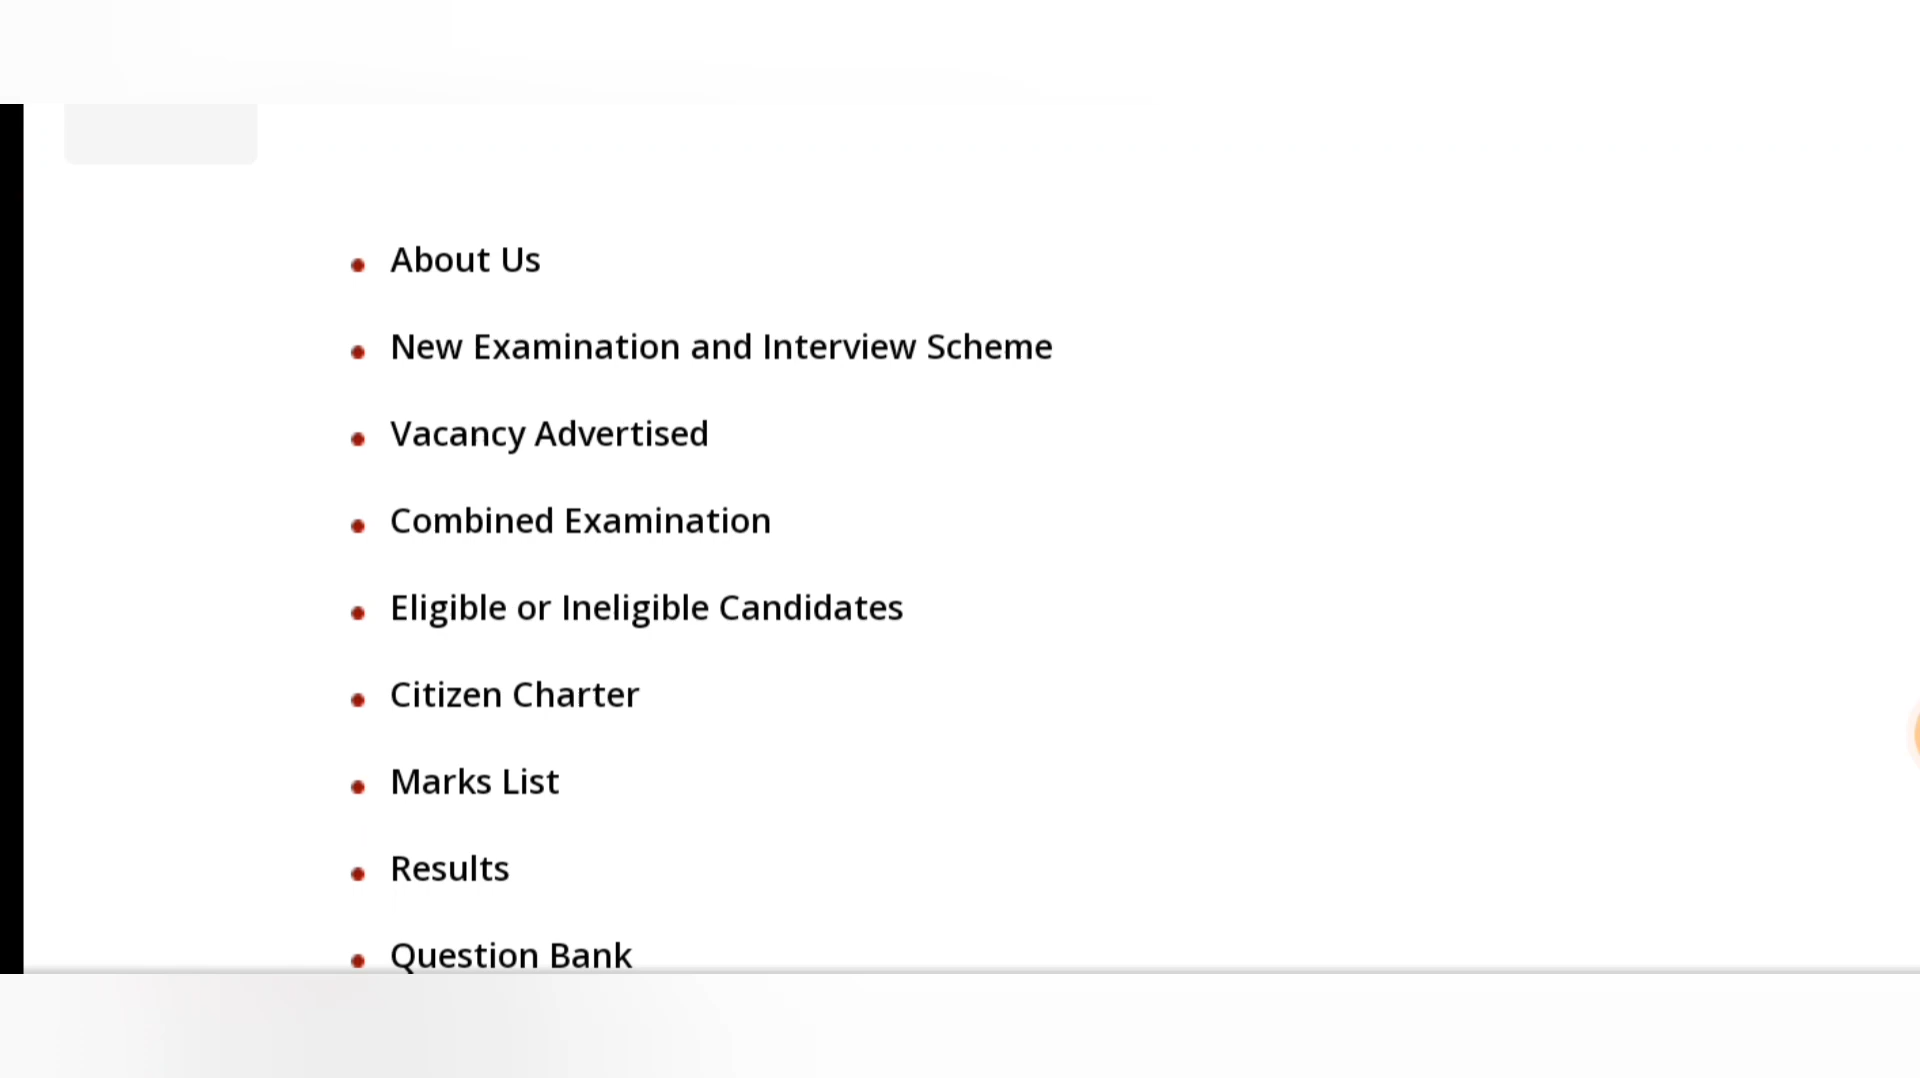 About Us
New Examination and Interview Scheme
Vacancy Advertised
Combined Examination
Eligible or Ineligible Candidates
Citizen Charter
Marks List
Results
Question Bank